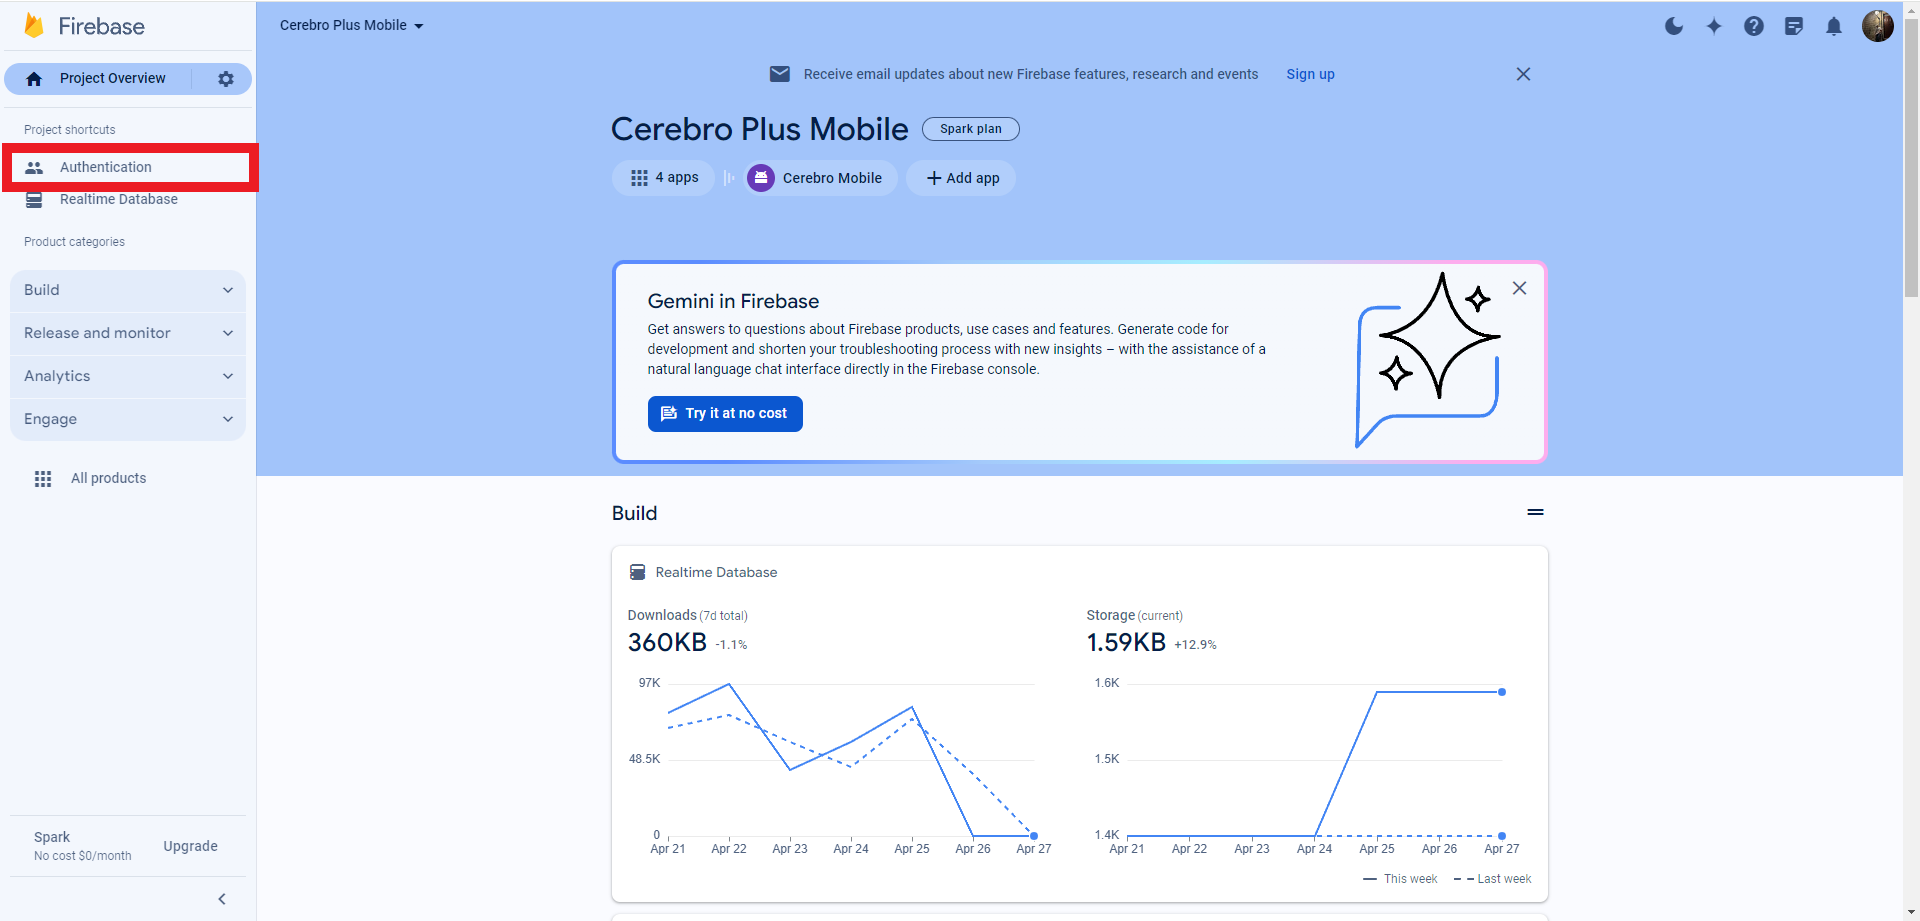 Firebase
Cerebro Plus Mobile
Project Overview
Receive email updates about new Firebase features, research and events Sign up
Project shortcuts
Authentication
Realtime Database
Product categories
Build
Release and monitor
Analytics
Engage
All products
Spark
No cost $0/month
Upgrade
Cerebro Plus Mobile Spark plan
4 apps Cerebro Mobile Add app
Gemini in Firebase
Get answers to questions about Firebase products, use cases and features. Generate code for
development and shorten your troubleshooting process with new insights – with the assistance of a
natural language chat interface directly in the Firebase console.
Try it at no cost
Build
Realtime Database
Downloads (7d total)
360KB -1.1%
97K
48.5K
0
Apr 21 Apr 22 Apr 23 Apr 24 Apr 25 Apr 26 Apr 27
Storage (current)
1.59KB +12.9%
1.6K
1.5K
1.4K
Apr 21 Apr 22 Apr 23 Apr 24 Apr 25 Apr 26 Apr 27
This week Last week